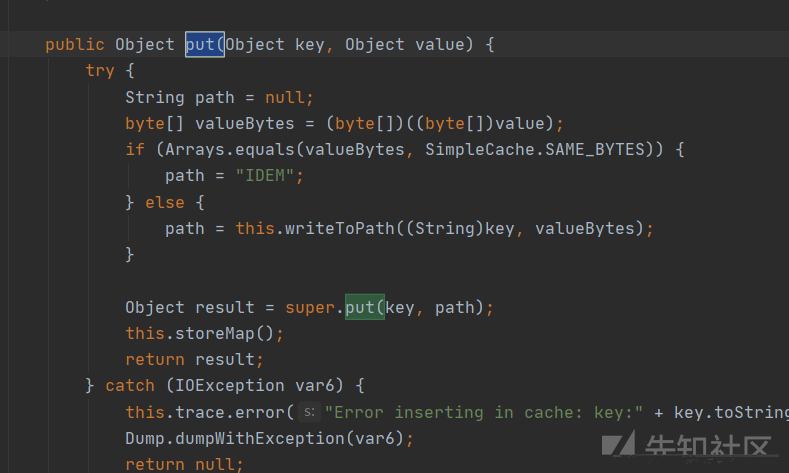 public Object put(Object key, Object value) {
try {
String path = null;
byte[] valueBytes = (byte[])((byte[])value);
if (Arrays.equals(valueBytes, SimpleCache.SAME_BYTES)) {
path = "IDEM";
} else {
path = this.writeToPath((String)key, valueBytes);
}
Object result = super.put(key, path);
this.storeMap();
return result;
} catch (IOException var6) {
this.trace.error( s: "Error inserting in cache: key:" + key.toString
Dump.dumpWithException(var6);
return null;
先知社区